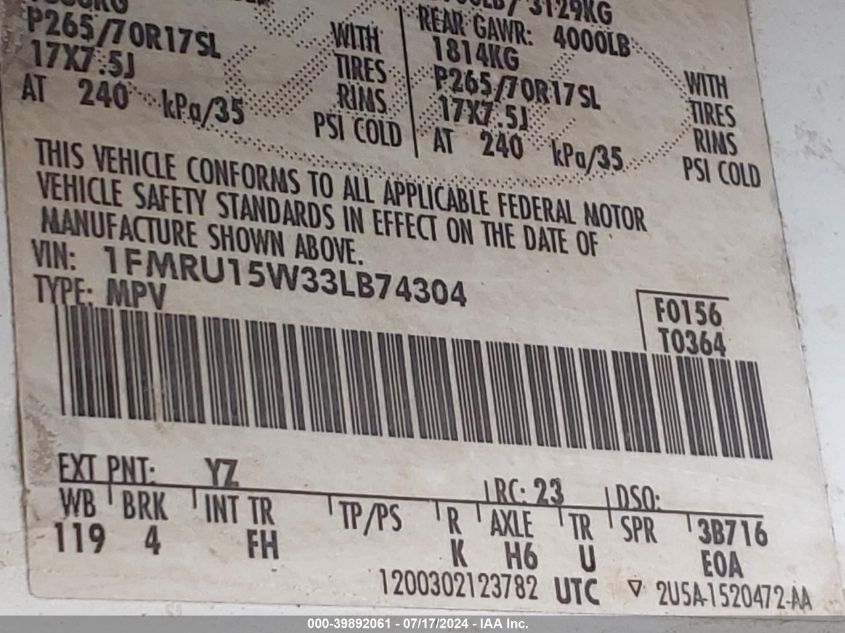 3129KG
P265/70R17SL
17X7.5J
AT 240 kPa/35
WITH
TIRES
RIMS
PSI COLD
REAR GAWR: 4000LB
1814KG
P265/70R17SL
17X7.5J
AT 240 kPa/35
WITH
TIRES
RIMS
PSI COLD
THIS VEHICLE CONFORMS TO ALL APPLICABLE FEDERAL MOTOR
VEHICLE SAFETY STANDARDS IN EFFECT ON THE DATE OF
MANUFACTURE SHOWN ABOVE.
VIN: 1FMRU15W33LB74304
TYPE: MPV
F0156
T0364
EXT PNT: YZ RC: 23 DSO:
WB BRK INT TR TP/PS R AXLE TR SPR 3B716
119 4 FH K H6 U EOA
1200302123782 UTC ▽ 2U5A-1520472-AA
000-39892061 - 07/17/2024 - IAA Inc.